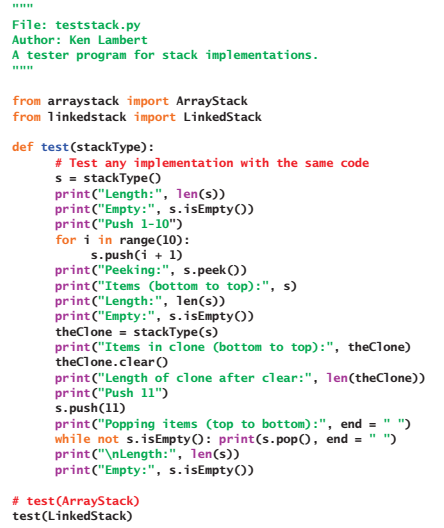 """
File: teststack.py
Author: Ken Lambert
A tester program for stack implementations.
"""

from arraystack import ArrayStack
from linkedstack import LinkedStack

def test(stackType):
      # Test any implementation with the same code
      s = stackType()
      print("Length:", len(s))
      print("Empty:", s.isEmpty())
      print("Push 1-10")
      for i in range(10):
            s.push(i + 1)
      print("Peeking:", s.peek())
      print("Items (bottom to top):", s)
      print("Length:", len(s))
      print("Empty:", s.isEmpty())
      theClone = stackType(s)
      print("Items in clone (bottom to top):", theClone)
      theClone.clear()
      print("Length of clone after clear:", len(theClone))
      print("Push 11")
      s.push(11)
      print("Popping items (top to bottom):", end = " ")
      while not s.isEmpty(): print(s.pop(), end = " ")
      print("\nLength:", len(s))
      print("Empty:", s.isEmpty())

# test(ArrayStack)
test(LinkedStack)